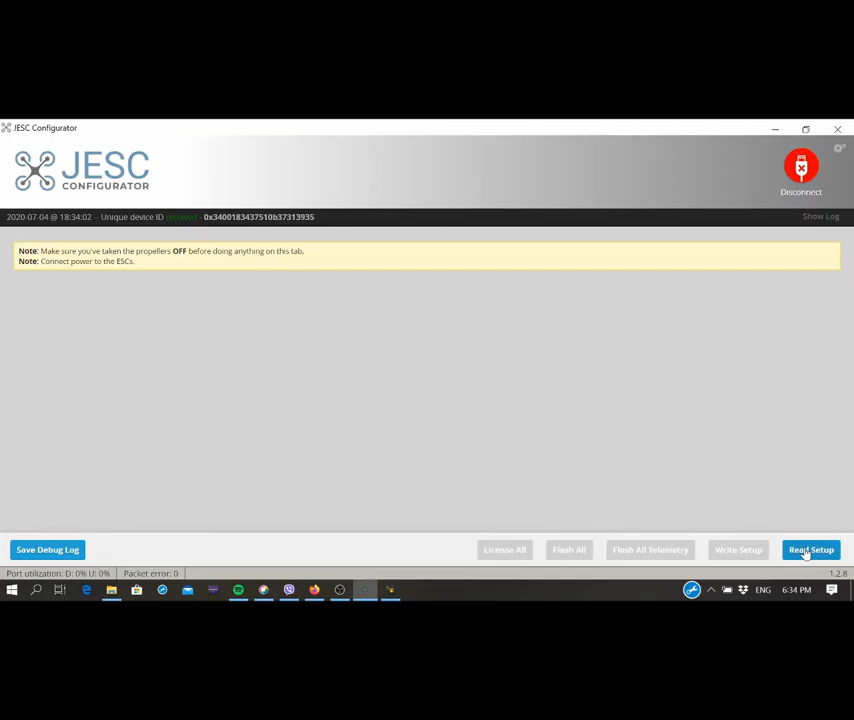 JESC Configurator
JESC
CONFIGURATOR
Disconnect
2020-07-04 @ 18:34:02 -- Unique device ID received - 0x3400183437510b37313935
Show Log
Note: Make sure you've taken the propellers OFF before doing anything on this tab.
Note: Connect power to the ESCs.
Save Debug Log
License All
Flash All
Flash All Telemetry
Write Setup
Read Setup
Port utilization: D: 0% U: 0%
Packet error: 0
1.2.8
ENG
6:34 PM